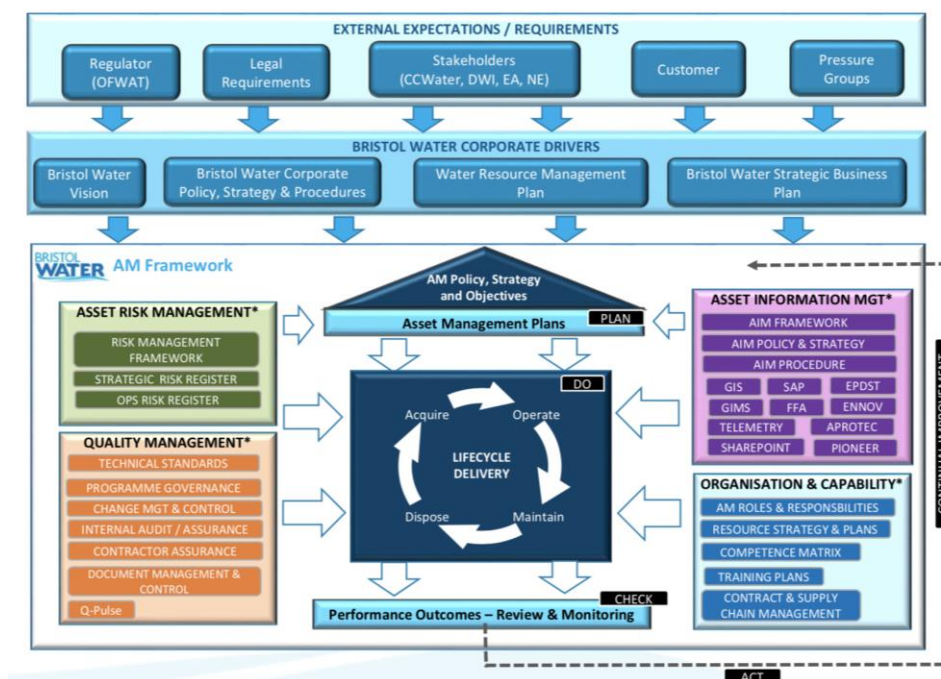 EXTERNAL EXPECTATIONS / REQUIREMENTS
Regulator
(OFWAT)
Legal
Requirements
Stakeholders
(CCWater, DWI, EA, NE)
Customer
Pressure
Groups
BRISTOL WATER CORPORATE DRIVERS
Bristol Water
Vision
Bristol Water Corporate
Policy, Strategy & Procedures
Water Resource Management
Plan
Bristol Water Strategic Business
Plan
BRISTOL
WATER
AM Framework
AM Policy, Strategy
and Objectives
Asset Management Plans
PLAN
ASSET RISK MANAGEMENT*
RISK MANAGEMENT
FRAMEWORK
STRATEGIC RISK REGISTER
OPS RISK REGISTER
QUALITY MANAGEMENT*
TECHNICAL STANDARDS
PROGRAMME GOVERNANCE
CHANGE MGT & CONTROL
INTERNAL AUDIT / ASSURANCE
CONTRACTOR ASSURANCE
DOCUMENT MANAGEMENT &
CONTROL
Q-Pulse
DO
Acquire
Operate
LIFECYCLE
DELIVERY
Dispose
Maintain
CHECK
Performance Outcomes – Review & Monitoring
ASSET INFORMATION MGT*
AIM FRAMEWORK
AIM POLICY & STRATEGY
AIM PROCEDURE
GIS
SAP
EPDST
GIMS
FFA
ENNOV
TELEMETRY
APROTEC
SHAREPOINT
PIONEER
ORGANISATION & CAPABILITY*
AM ROLES & RESPONSBILITIES
RESOURCE STRATEGY & PLANS
COMPETENCE MATRIX
TRAINING PLANS
CONTRACT & SUPPLY
CHAIN MANAGEMENT
CONTINUAL IMPROVEMENT
ACT